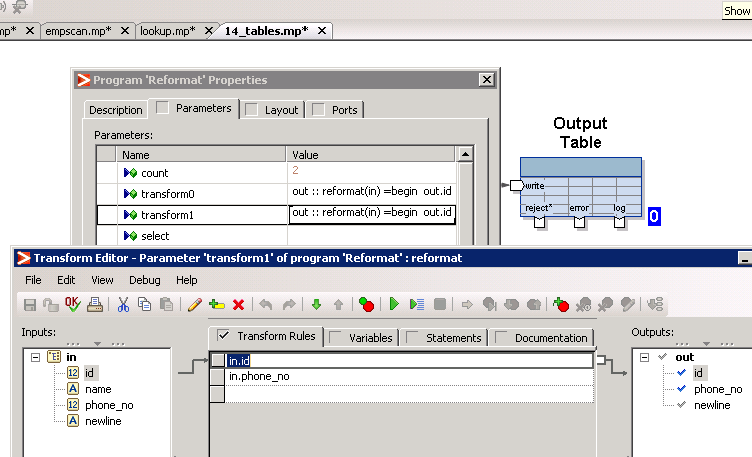 Show
mp* × empscan.mp* × lookup.mp* × 14_tables.mp* ×
Program 'Reformat' Properties
Description Parameters Layout Ports
Parameters:
Name Value
count 2
transform0 out :: reformat(in) =begin out.id
transform1 out :: reformat(in) =begin out.id
select
Output
Table
write
reject* error log
0
Transform Editor - Parameter 'transform1' of program 'Reformat' : reformat
File Edit View Debug Help
OK
Inputs: Transform Rules Variables Statements Documentation Outputs:
in in.id out
12 id in.phone_no id
A name phone_no
12 phone_no newline
A newline